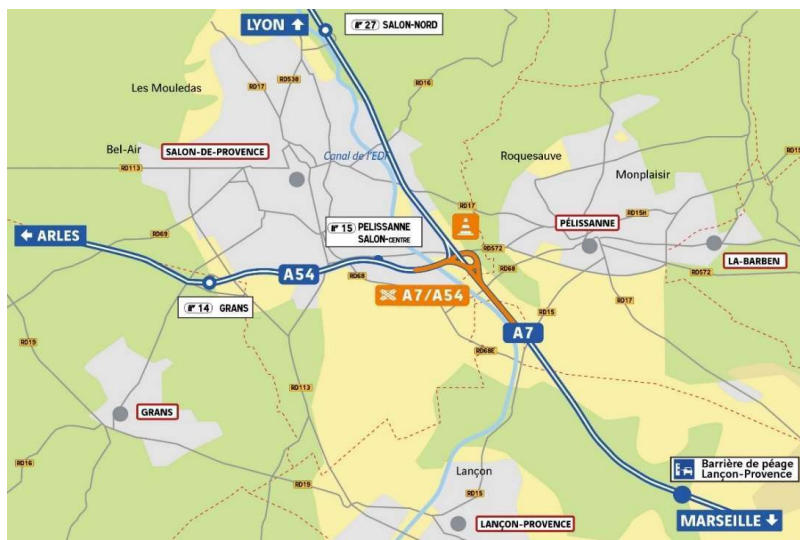 LYON
27 SALON-NORD
RD538
RD17
RD16
Les Mouledas
Bel-Air
SALON-DE-PROVENCE
Canal de l'EDF
Roquesauve
Monplaisir
RD113
RD17
RD15H
ARLES
RD69
15 PELISSANNE
SALON-CENTRE
PÉLISSANNE
LA-BARBEN
RD572
RD68
RD68
RD572
A54
A7/A54
14 GRANS
RD17
RD15
A7
RD19
RD68E
RD113
GRANS
RD16
RD19
Lançon
RD15
Barrière de péage
Lançon-Provence
LANÇON-PROVENCE
MARSEILLE